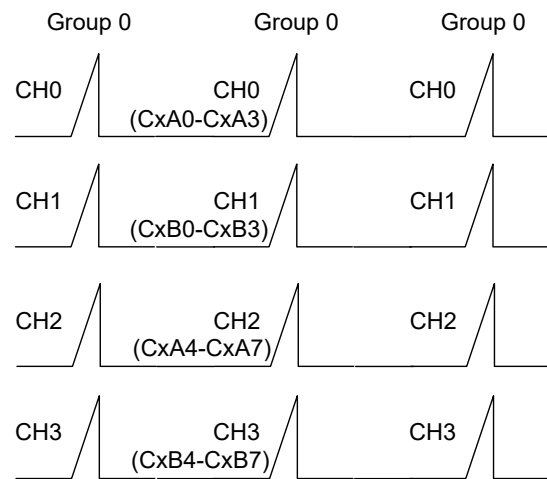 Group 0 Group 0 Group 0
CH0 CH0 CH0
(CxA0-CxA3)
CH1 CH1 CH1
(CxB0-CxB3)
CH2 CH2 CH2
(CxA4-CxA7)
CH3 CH3 CH3
(CxB4-CxB7)